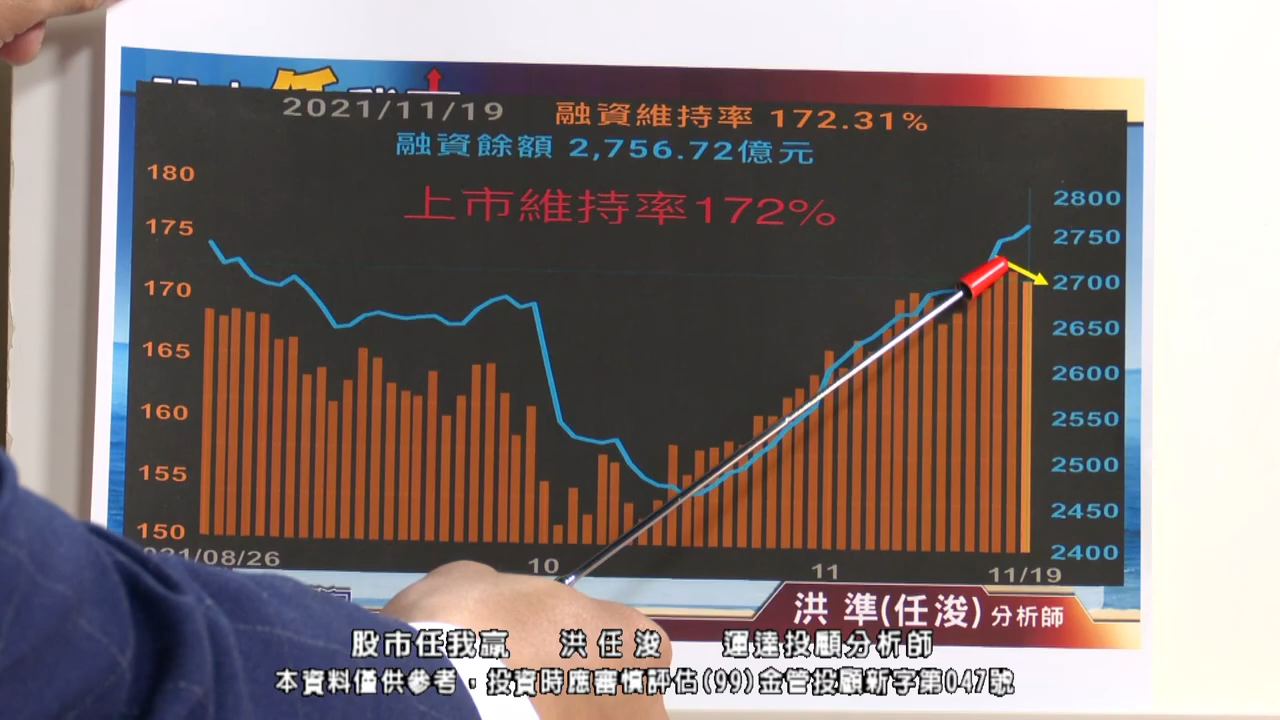 2021/11/19 融資維持率 172.31%
融資餘額 2,756.72億元
上市維持率172%
180
175
170
165
160
155
150
2800
2750
2700
2650
2600
2550
2500
2450
2400
021/08/26 10 11 11/19
洪 準(任浚) 分析師
股市任我贏 洪任浚 運達投顧分析師
本資料僅供參考，投資時應審慎評估(99)金管投顧新字第047號